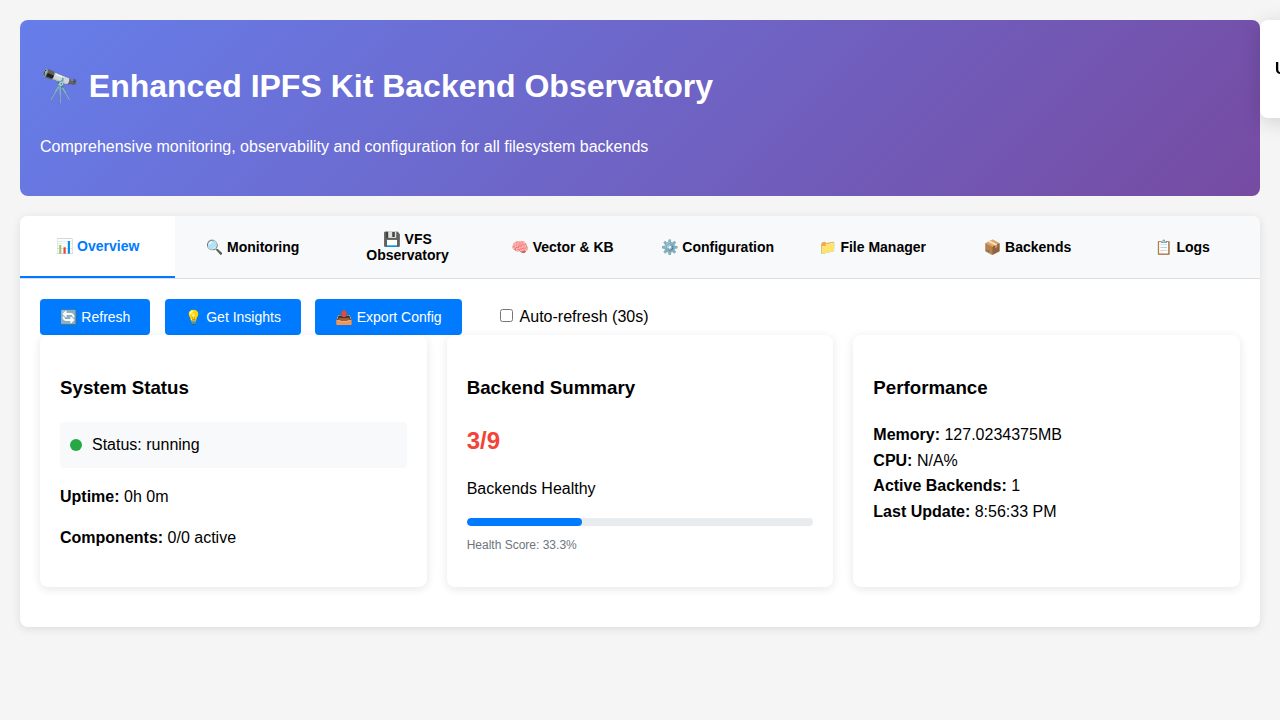 🔭 Enhanced IPFS Kit Backend Observatory
Comprehensive monitoring, observability and configuration for all filesystem backends
📊 Overview
🔍 Monitoring
💾 VFS
Observatory
🧠 Vector & KB
⚙️ Configuration
📁 File Manager
📦 Backends
📋 Logs
🔄 Refresh
💡 Get Insights
📤 Export Config
Auto-refresh (30s)
System Status
Status: running
Uptime: 0h 0m
Components: 0/0 active
Backend Summary
3/9
Backends Healthy
Health Score: 33.3%
Performance
Memory: 127.0234375MB
CPU: N/A%
Active Backends: 1
Last Update: 8:56:33 PM